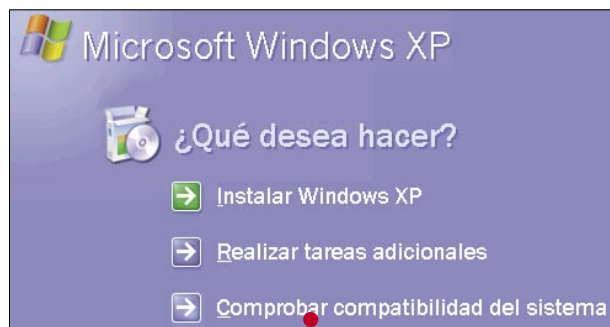 Microsoft Windows XP
¿Qué desea hacer?
Instalar Windows XP
Realizar tareas adicionales
Comprobar compatibilidad del sistema